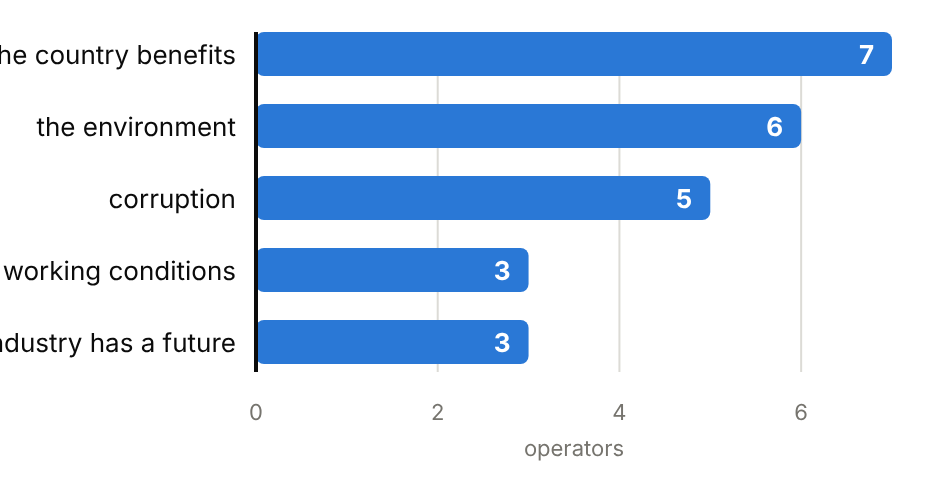 he country benefits
7
the environment
6
corruption
5
working conditions
3
ndustry has a future
3
0 2 4 6
operators